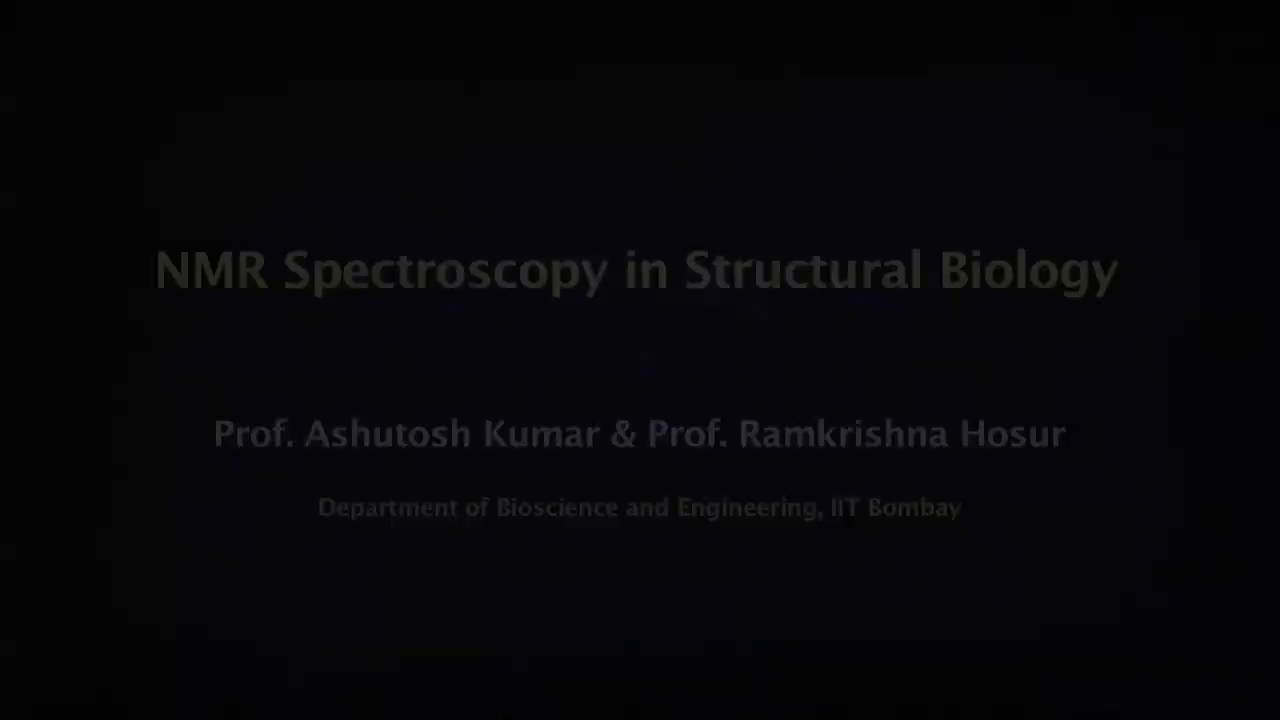 NMR Spectroscopy in Structural Biology
Prof. Ashutosh Kumar & Prof. Ramkrishna Hosur
Department of Bioscience and Engineering, IIT Bombay